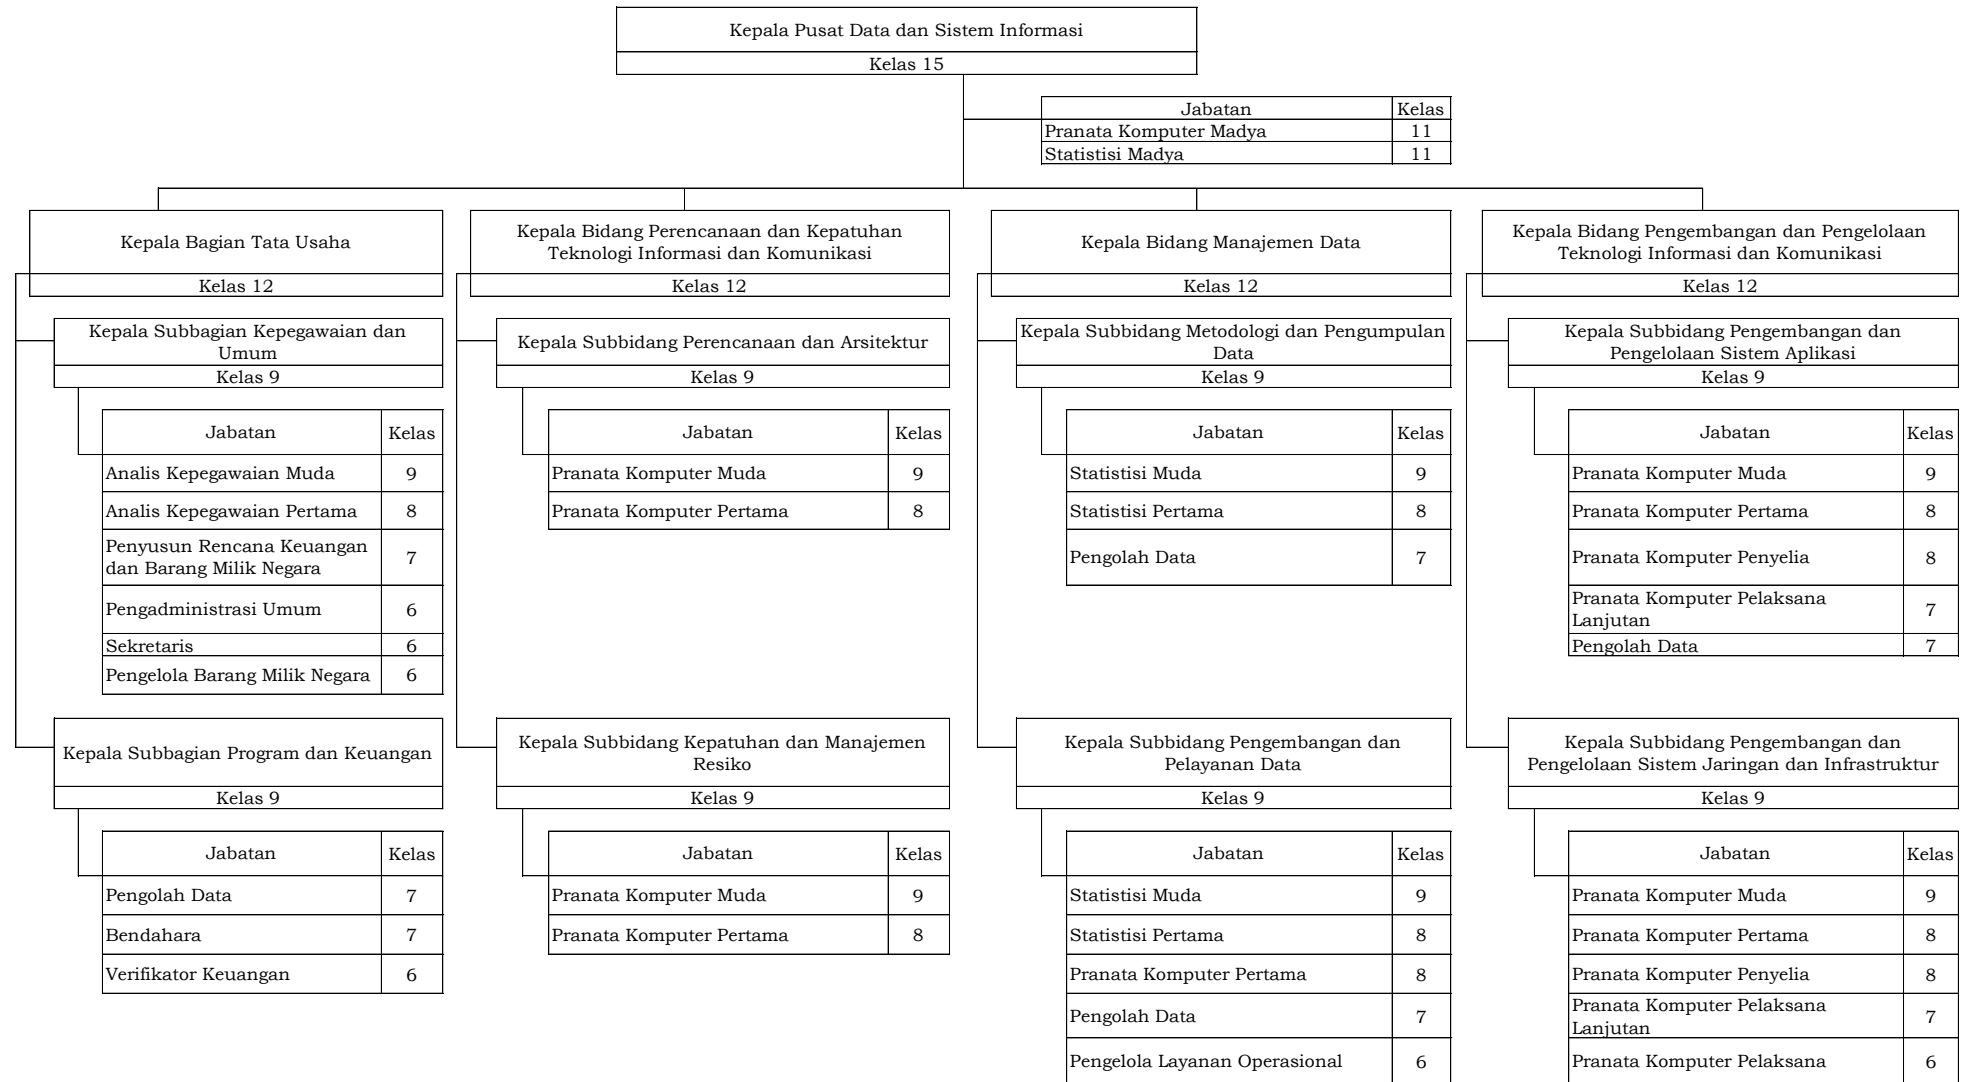 Kepala Pusat Data dan Sistem Informasi
Kelas 15
Jabatan Kelas
Pranata Komputer Madya 11
Statistisi Madya 11
Kepala Bagian Tata Usaha
Kelas 12
Kepala Subbagian Kepegawaian dan
Umum
Kelas 9
Jabatan Kelas
Analis Kepegawaian Muda 9
Analis Kepegawaian Pertama 8
Penyusun Rencana Keuangan
dan Barang Milik Negara 7
Pengadministrasi Umum 6
Sekretaris 6
Pengelola Barang Milik Negara 6
Kepala Subbagian Program dan Keuangan
Kelas 9
Jabatan Kelas
Pengolah Data 7
Bendahara 7
Verifikator Keuangan 6
Kepala Bidang Perencanaan dan Kepatuhan
Teknologi Informasi dan Komunikasi
Kelas 12
Kepala Subbidang Perencanaan dan Arsitektur
Kelas 9
Jabatan Kelas
Pranata Komputer Muda 9
Pranata Komputer Pertama 8
Kepala Subbidang Kepatuhan dan Manajemen
Resiko
Kelas 9
Jabatan Kelas
Pranata Komputer Muda 9
Pranata Komputer Pertama 8
Kepala Bidang Manajemen Data
Kelas 12
Kepala Subbidang Metodologi dan Pengumpulan
Data
Kelas 9
Jabatan Kelas
Statistisi Muda 9
Statistisi Pertama 8
Pengolah Data 7
Kepala Subbidang Pengembangan dan
Pelayanan Data
Kelas 9
Jabatan Kelas
Statistisi Muda 9
Statistisi Pertama 8
Pranata Komputer Pertama 8
Pengolah Data 7
Pengelola Layanan Operasional 6
Kepala Bidang Pengembangan dan Pengelolaan
Teknologi Informasi dan Komunikasi
Kelas 12
Kepala Subbidang Pengembangan dan
Pengelolaan Sistem Aplikasi
Kelas 9
Jabatan Kelas
Pranata Komputer Muda 9
Pranata Komputer Pertama 8
Pranata Komputer Penyelia 8
Pranata Komputer Pelaksana
Lanjutan 7
Pengolah Data 7
Kepala Subbidang Pengembangan dan
Pengelolaan Sistem Jaringan dan Infrastruktur
Kelas 9
Jabatan Kelas
Pranata Komputer Muda 9
Pranata Komputer Pertama 8
Pranata Komputer Penyelia 8
Pranata Komputer Pelaksana
Lanjutan 7
Pranata Komputer Pelaksana 6